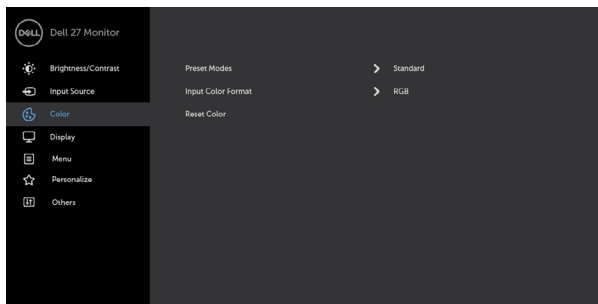 DELL Dell 27 Monitor
Brightness/Contrast Preset Modes Standard
Input Source Input Color Format RGB
Color Reset Color
Display
Menu
Personalize
Others